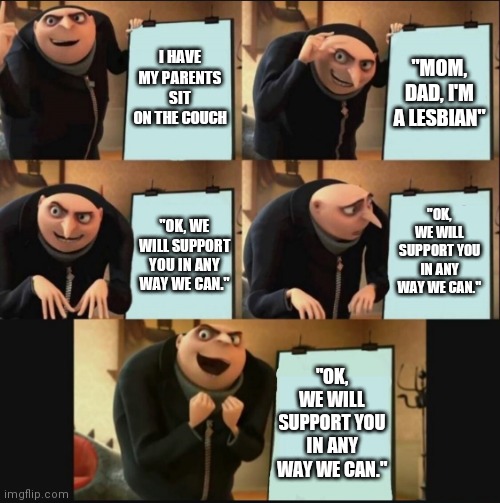 I HAVE
MY PARENTS
SIT
ON THE COUCH
"MOM,
DAD, I'M
A LESBIAN"
"OK, WE
WILL SUPPORT
YOU IN ANY
WAY WE CAN."
"OK,
WE WILL
SUPPORT YOU
IN ANY
WAY WE CAN."
"OK,
WE WILL
SUPPORT YOU
IN ANY
WAY WE CAN."
imgflip.com